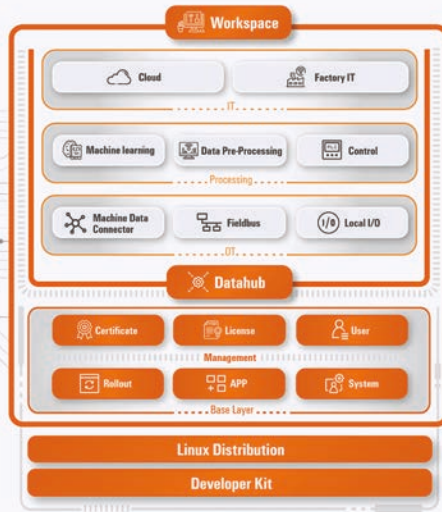 Workspace
Cloud
Factory IT
IT
Machine learning
Data Pre-Processing
Control
Processing
Machine Data
Connector
Fieldbus
I/O
Local I/O
OT
Datahub
Certificate
License
User
Management
Rollout
APP
System
Base Layer
Linux Distribution
Developer Kit